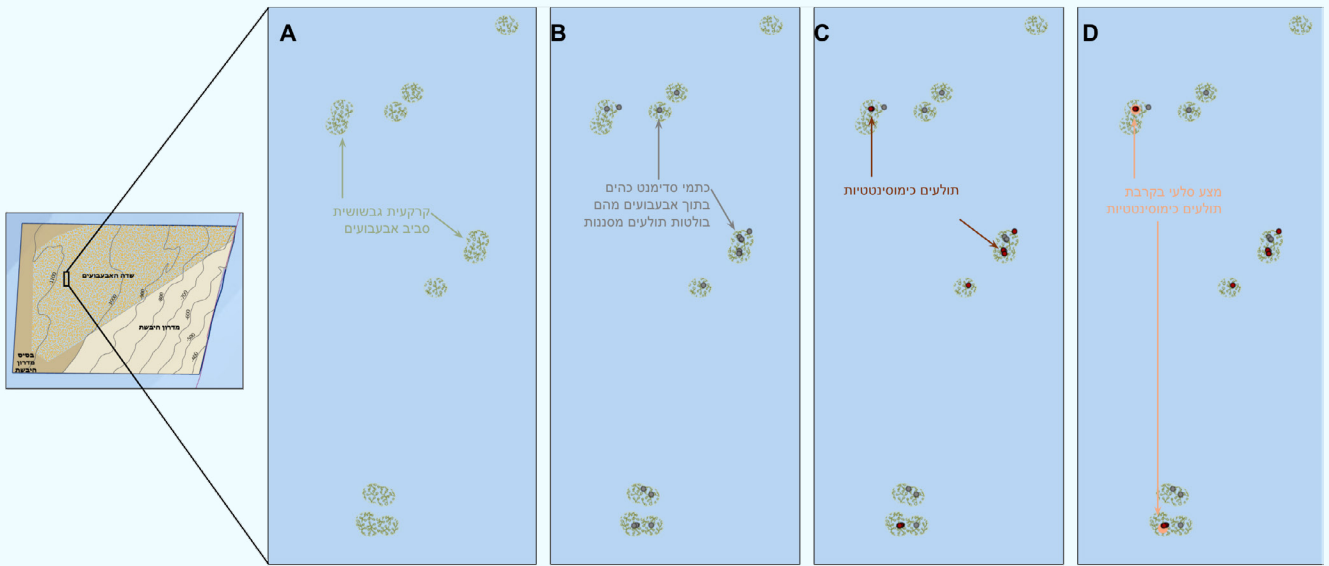 A
B
C
D
קרקעית גבשושית
סביב אבעבועים
כתמי סדימנט כהים
בתוך אבעבועים מהם
בולטות תולעים מסננות
תולעים כימוסינטטיות
מצע סלעי בקרבת
תולעים כימוסינטטיות
שדה האבעבועים
מדרון היבשת
בסיס
מדרון
היבשת